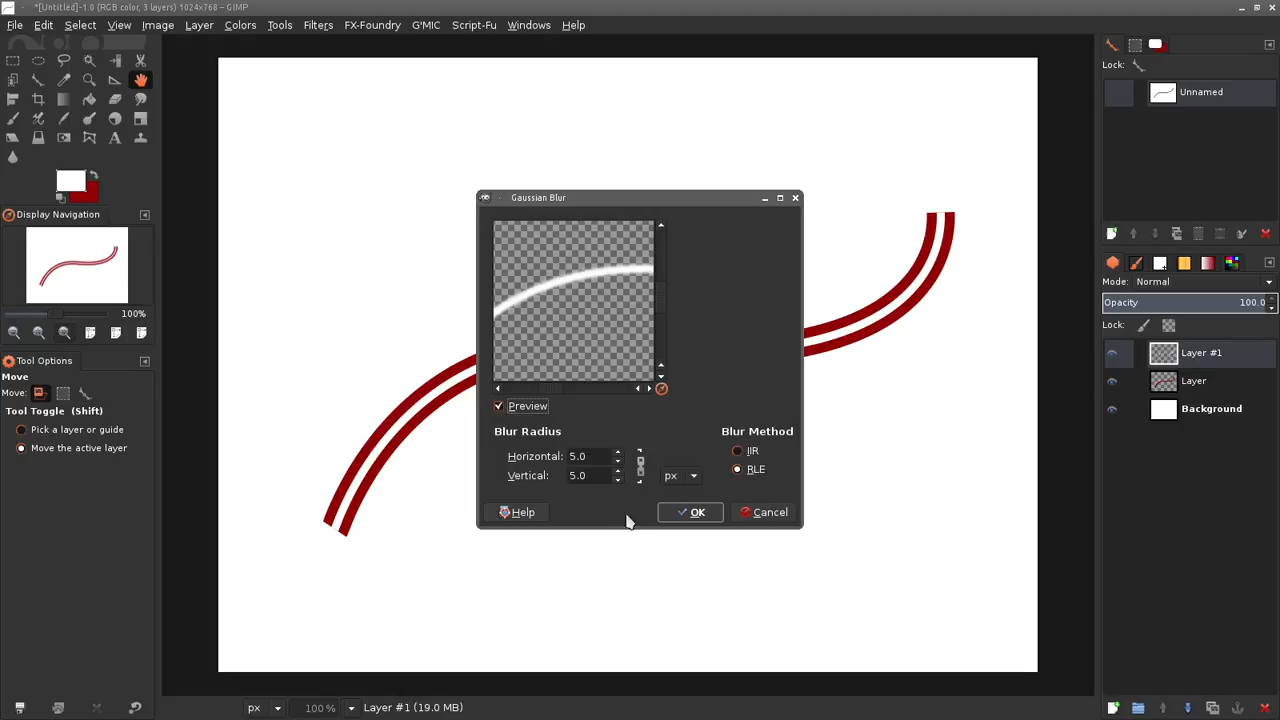 *[Untitled]-1.0 (RGB color, 3 layers) 1024x768 – GIMP
File Edit Select View Image Layer Colors Tools Filters FX-Foundry G'MIC Script-Fu Windows Help
Display Navigation
100%
Tool Options
Move
Move:
Tool Toggle (Shift)
Pick a layer or guide
Move the active layer
Gaussian Blur
Preview
Blur Radius
Horizontal: 5.0
Vertical: 5.0
px
Blur Method
IIR
RLE
Help
OK
Cancel
px
100 %
Layer #1 (19.0 MB)
Lock:
Unnamed
Mode: Normal
Opacity 100.0
Lock:
Layer #1
Layer
Background